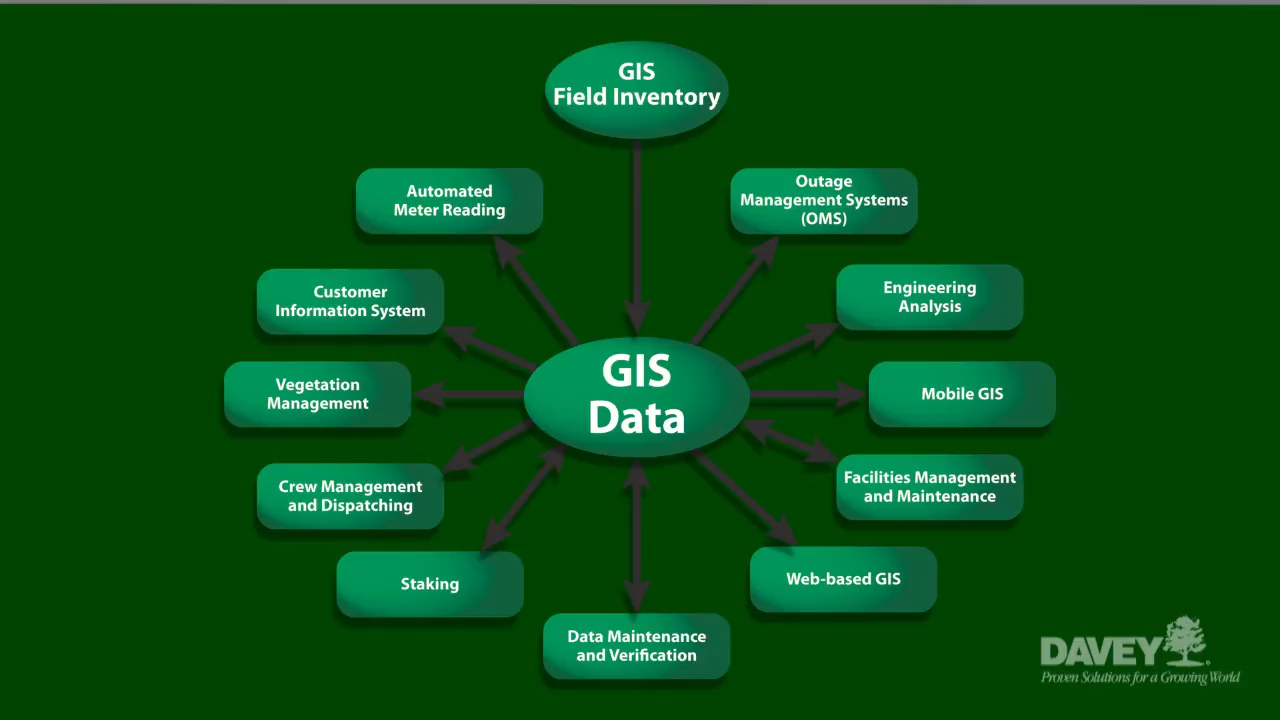 GIS
Field Inventory
Automated
Meter Reading
Outage
Management Systems
(OMS)
Customer
Information System
Engineering
Analysis
GIS
Data
Vegetation
Management
Mobile GIS
Crew Management
and Dispatching
Facilities Management
and Maintenance
Staking
Web-based GIS
Data Maintenance
and Verification
DAVEY
Proven Solutions for a Growing World